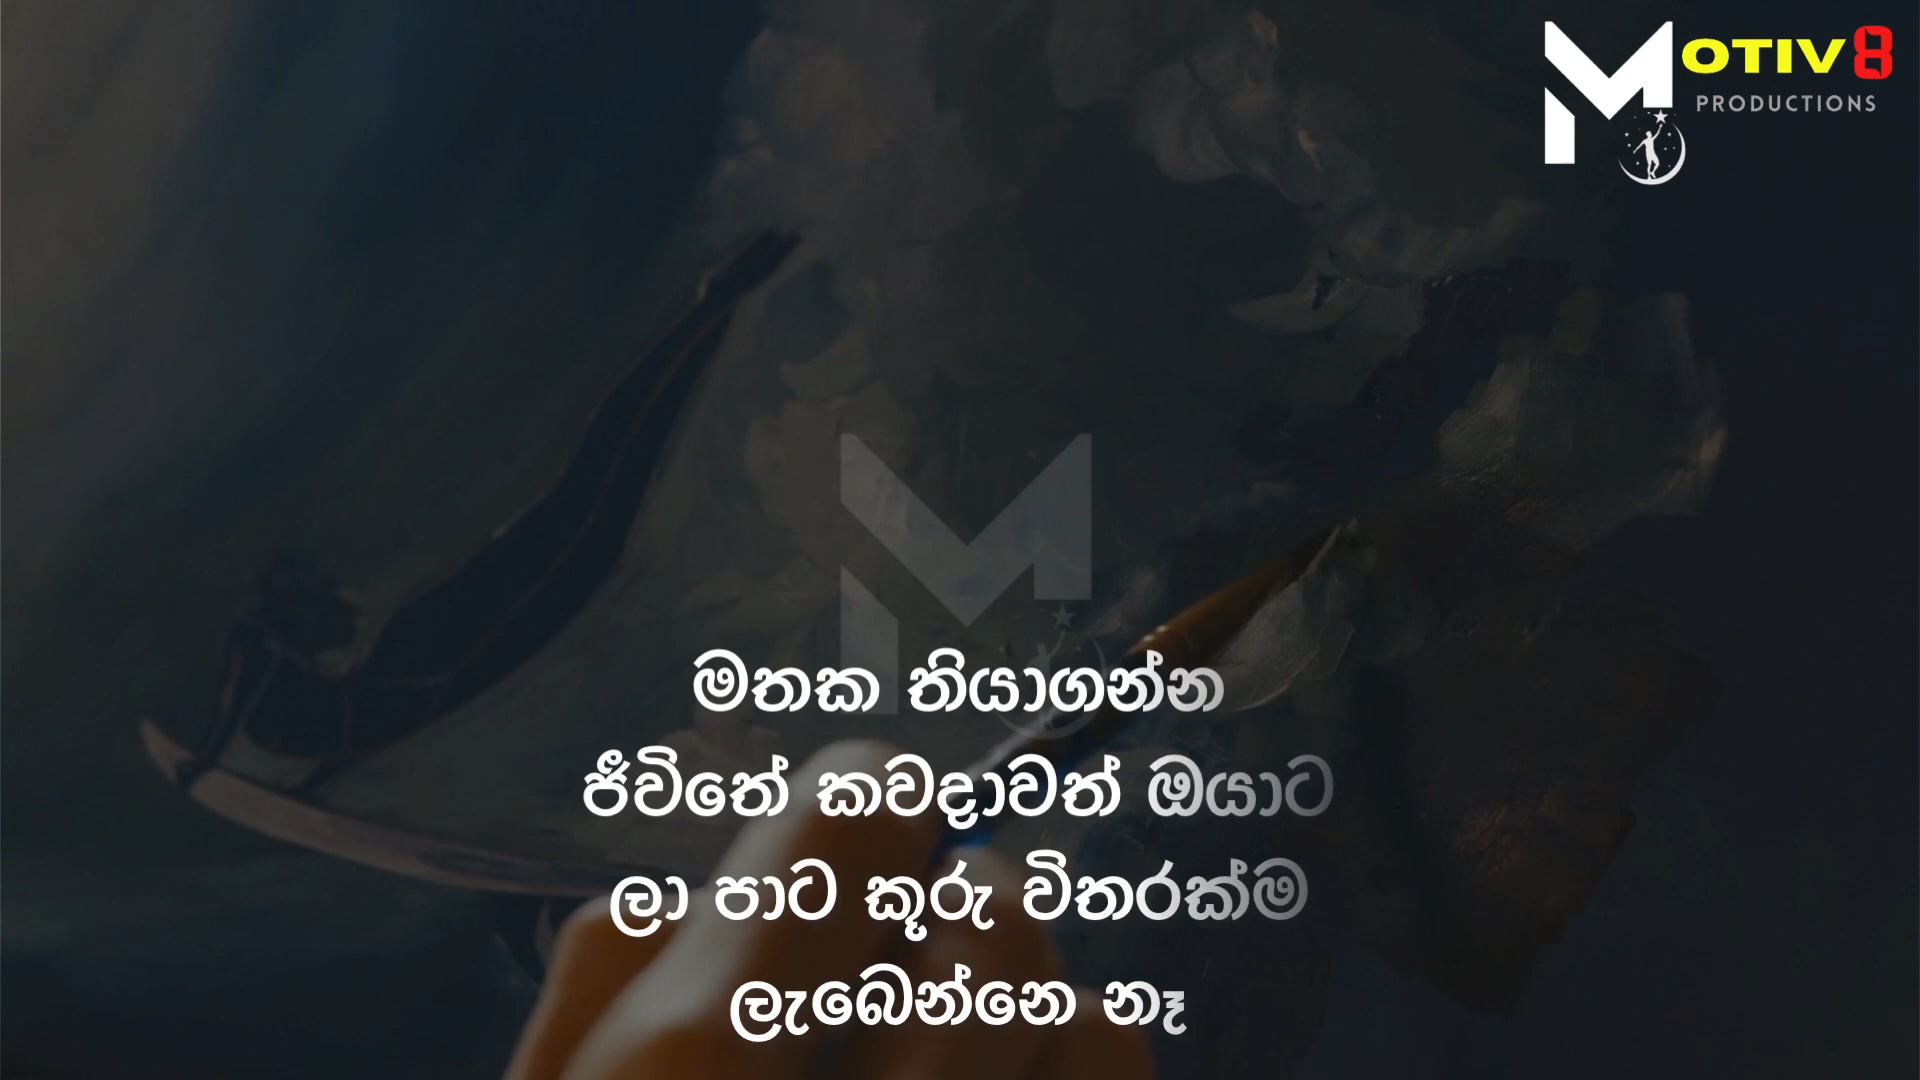 MOTIV8
PRODUCTIONS
මතක තියාගන්න
ජීවිතේ කවදාවත් ඔයාට
ලා පාට කූරු විතරක්ම
ලැබෙන්නෙ නෑ